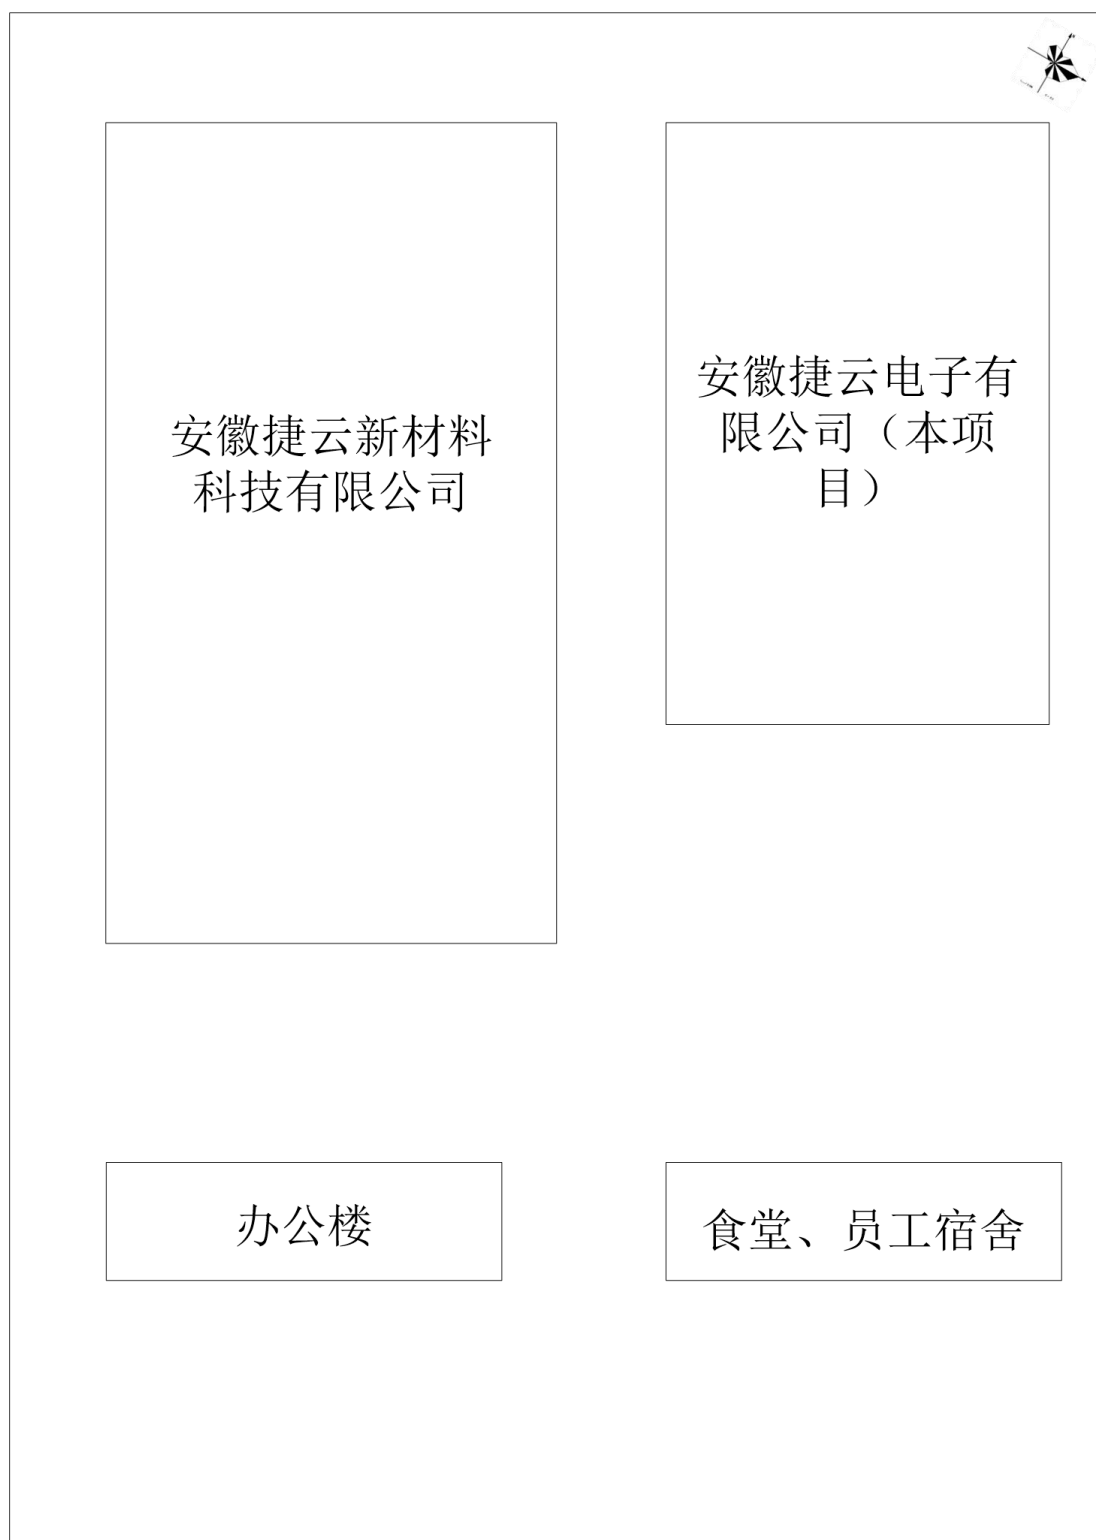 安徽捷云新材料
科技有限公司
安徽捷云电子有
限公司（本项
目）
办公楼
食堂、员工宿舍